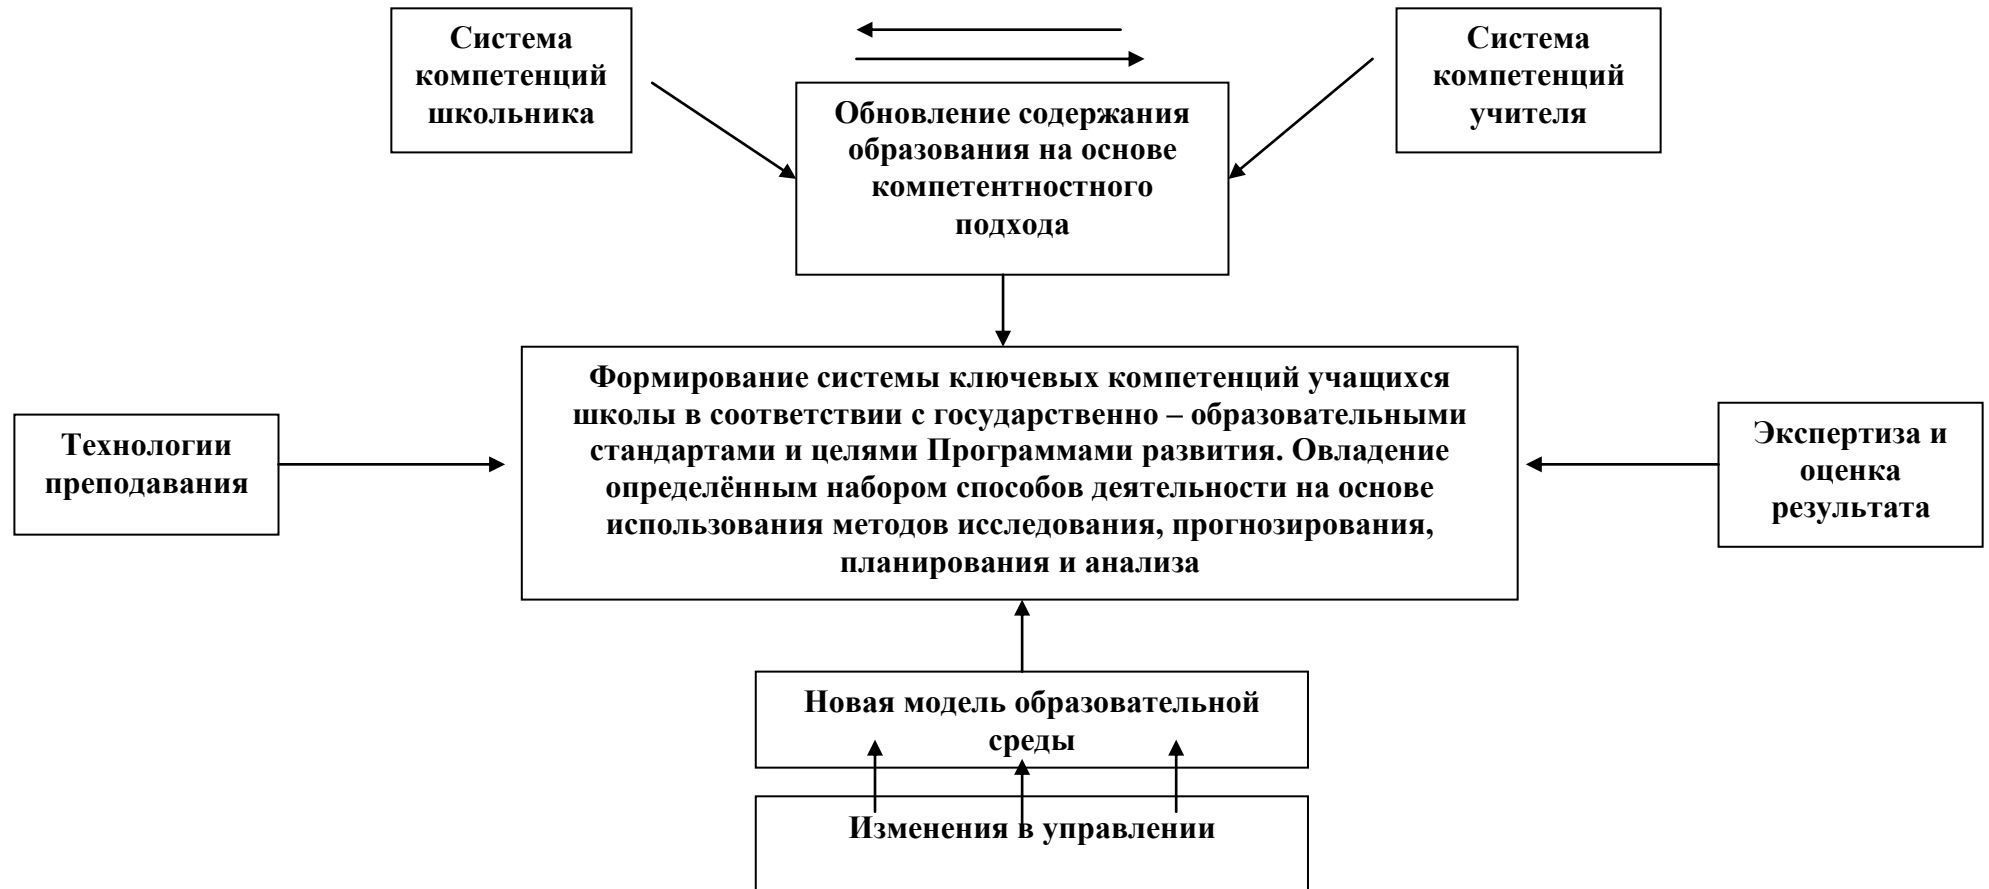 Система
компетенций
школьника
Система
компетенций
учителя
Обновление содержания
образования на основе
компетентностного
подхода
Формирование системы ключевых компетенций учащихся
школы в соответствии с государственно – образовательными
стандартами и целями Программами развития. Овладение
определённым набором способов деятельности на основе
использования методов исследования, прогнозирования,
планирования и анализа
Технологии
преподавания
Экспертиза и
оценка
результата
Новая модель образовательной
среды
Изменения в управлении